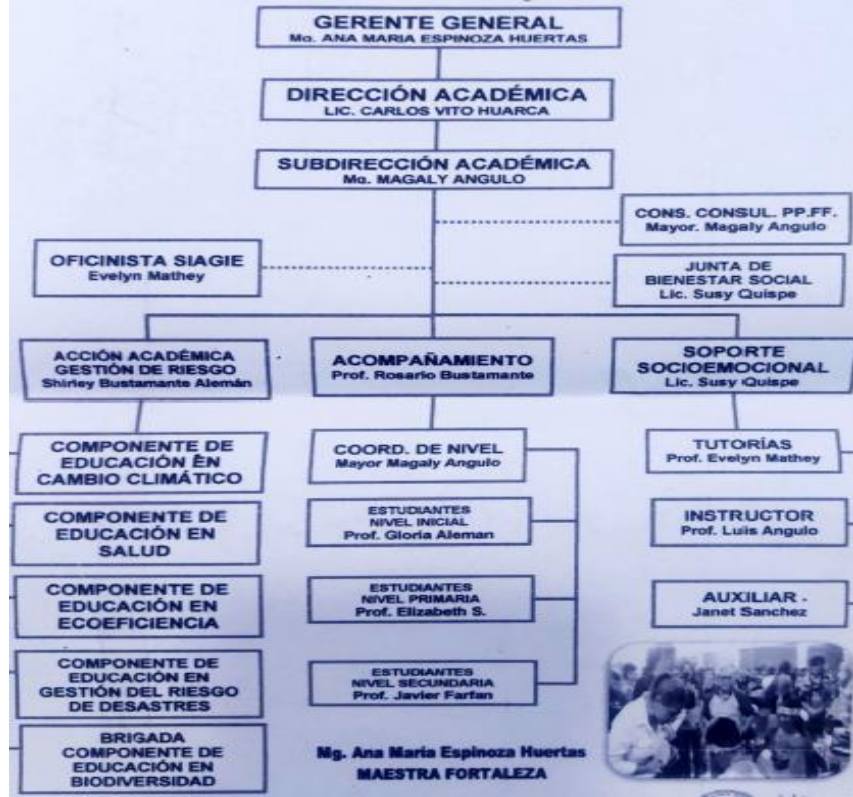 GERENTE GENERAL
Mg. ANA MARIA ESPINOZA HUERTAS
DIRECCIÓN ACADÉMICA
LIC. CARLOS VITO HUARCA
SUBDIRECCIÓN ACADÉMICA
Mg. MAGALY ANGULO
CONS. CONSUL. PP.FF.
Mayor. Magaly Angulo
OFICINISTA SIAGIE
Evelyn Mathey
JUNTA DE
BIENESTAR SOCIAL
Lic. Susy Quispe
ACCIÓN ACADÉMICA
GESTIÓN DE RIESGO
Shirley Bustamante Alemán
ACOMPAÑAMIENTO
Prof. Rosario Bustamante
SOPORTE
SOCIOEMOCIONAL
Lic. Susy Quispe
COMPONENTE DE
EDUCACIÓN EN
CAMBIO CLIMÁTICO
COORD. DE NIVEL
Mayor Magaly Angulo
TUTORÍAS
Prof. Evelyn Mathey
COMPONENTE DE
EDUCACIÓN EN
SALUD
ESTUDIANTES
NIVEL INICIAL
Prof. Gloria Aleman
INSTRUCTOR
Prof. Luis Angulo
COMPONENTE DE
EDUCACIÓN EN
ECOEFICIENCIA
ESTUDIANTES
NIVEL PRIMARIA
Prof. Elizabeth S.
AUXILIAR -
Janet Sanchez
COMPONENTE DE
EDUCACIÓN EN
GESTIÓN DEL RIESGO
DE DESASTRES
ESTUDIANTES
NIVEL SECUNDARIA
Prof. Javier Farfan
BRIGADA
COMPONENTE DE
EDUCACIÓN EN
BIODIVERSIDAD
Mg. Ana María Espinoza Huertas
MAESTRA FORTALEZA